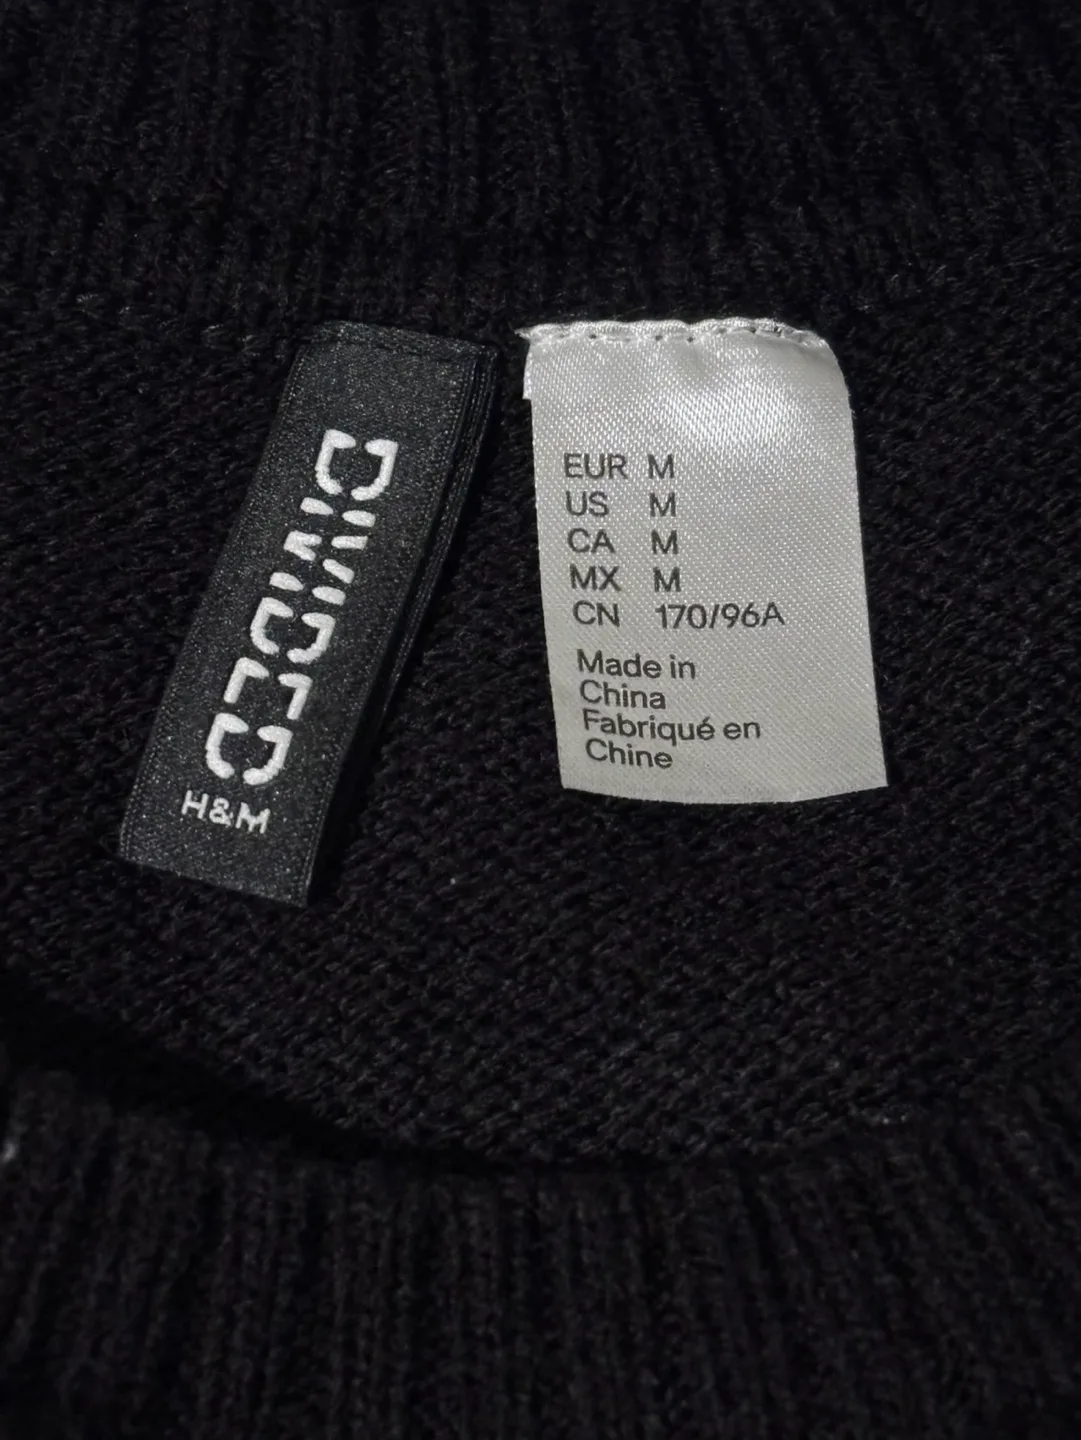 DIVIDED
H&M
EUR M
US M
CA M
MX M
CN 170/96A
Made in
China
Fabriqué en
Chine